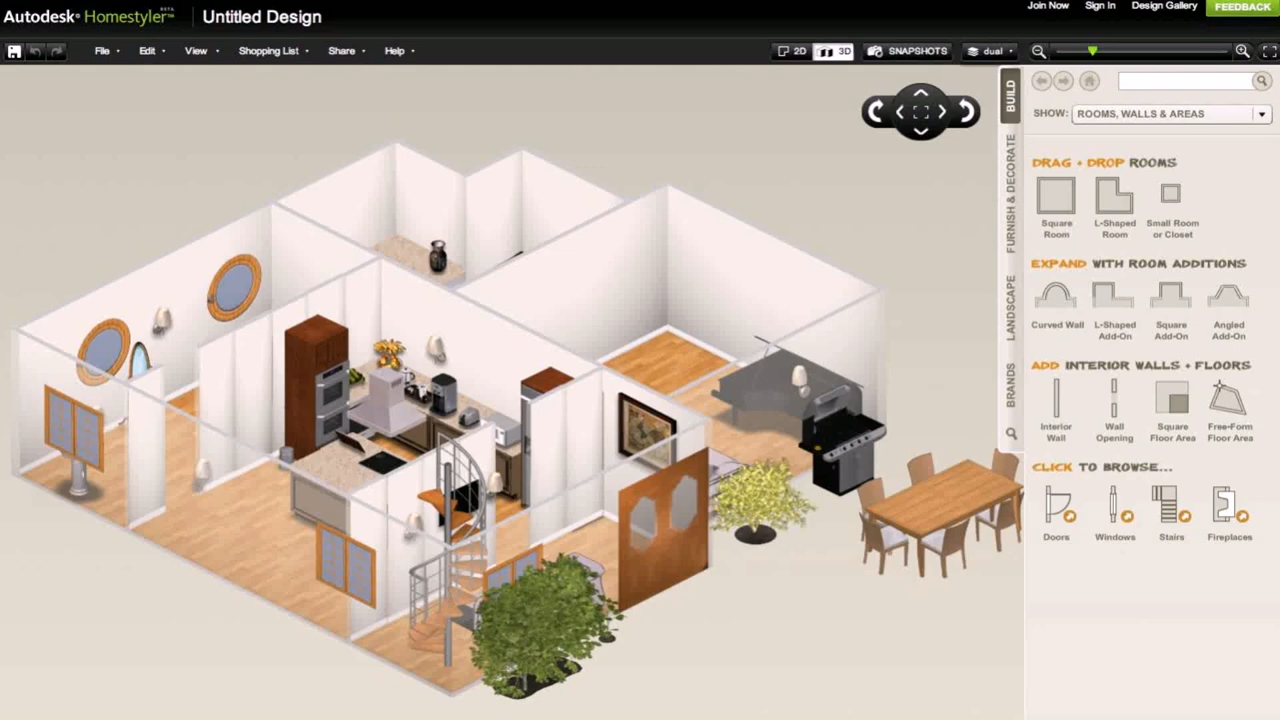 Autodesk® Homestyler™ BETA Untitled Design
Join Now Sign In Design Gallery FEEDBACK
File Edit View Shopping List Share Help 2D 3D SNAPSHOTS dual
BUILD
FURNISH & DECORATE
LANDSCAPE
BRANDS
SHOW: ROOMS, WALLS & AREAS
DRAG + DROP ROOMS
Square Room
L-Shaped Room
Small Room or Closet
EXPAND WITH ROOM ADDITIONS
Curved Wall
L-Shaped Add-On
Square Add-On
Angled Add-On
ADD INTERIOR WALLS + FLOORS
Interior Wall
Wall Opening
Square Floor Area
Free-Form Floor Area
CLICK TO BROWSE...
Doors Windows Stairs Fireplaces